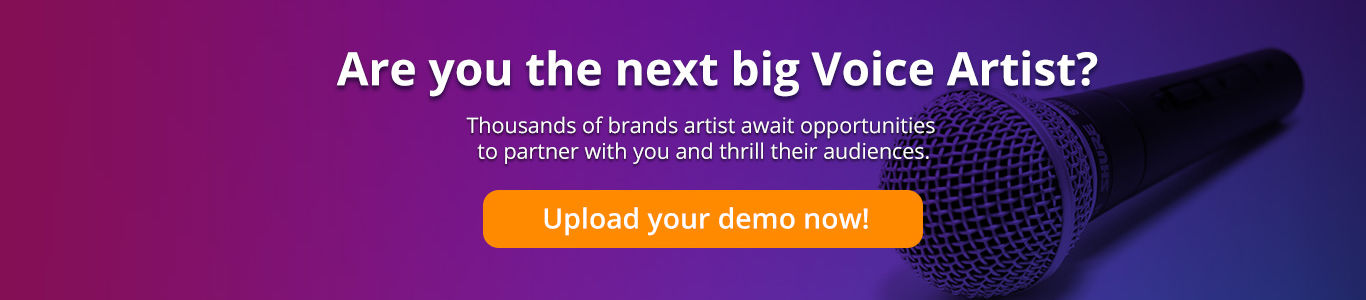 Are you the next big Voice Artist?
Thousands of brands artist await opportunities
to partner with you and thrill their audiences.
Upload your demo now!
SHURE